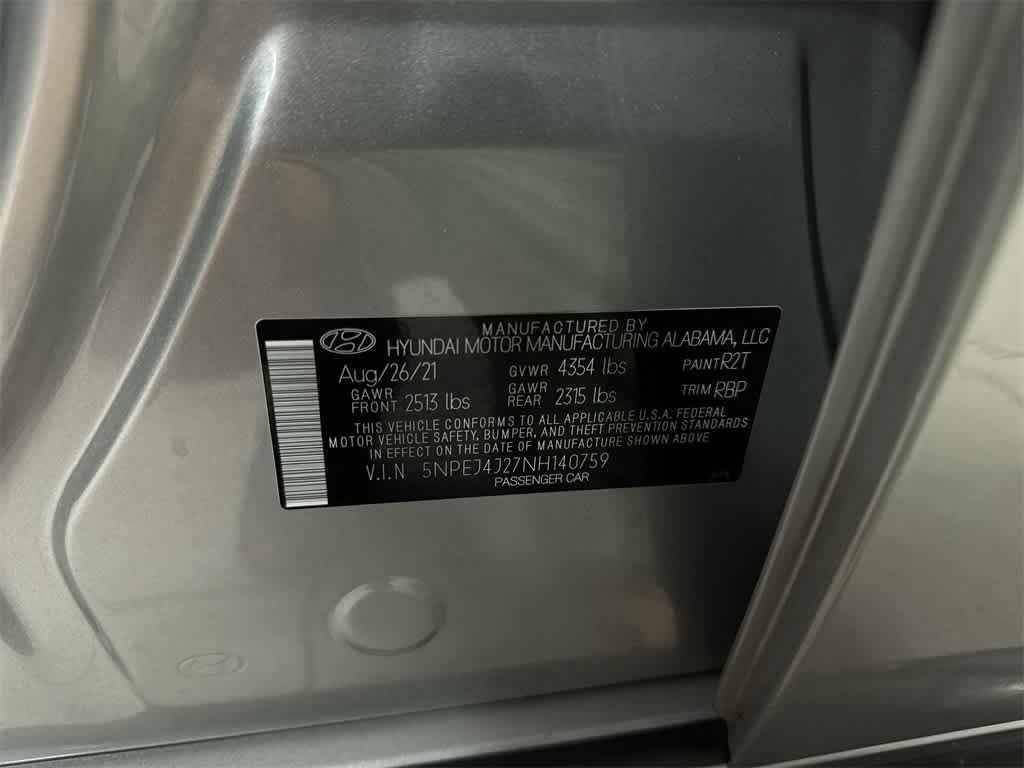 MANUFACTURED BY
HYUNDAI MOTOR MANUFACTURING ALABAMA, LLC
Aug/26/21 GVWR 4354 lbs PAINT R2T
GAWR FRONT 2513 lbs GAWR REAR 2315 lbs TRIM RBP
THIS VEHICLE CONFORMS TO ALL APPLICABLE U.S.A. FEDERAL
MOTOR VEHICLE SAFETY, BUMPER, AND THEFT PREVENTION STANDARDS
IN EFFECT ON THE DATE OF MANUFACTURE SHOWN ABOVE
V.I.N 5NPEJ4J27NH140759
PASSENGER CAR